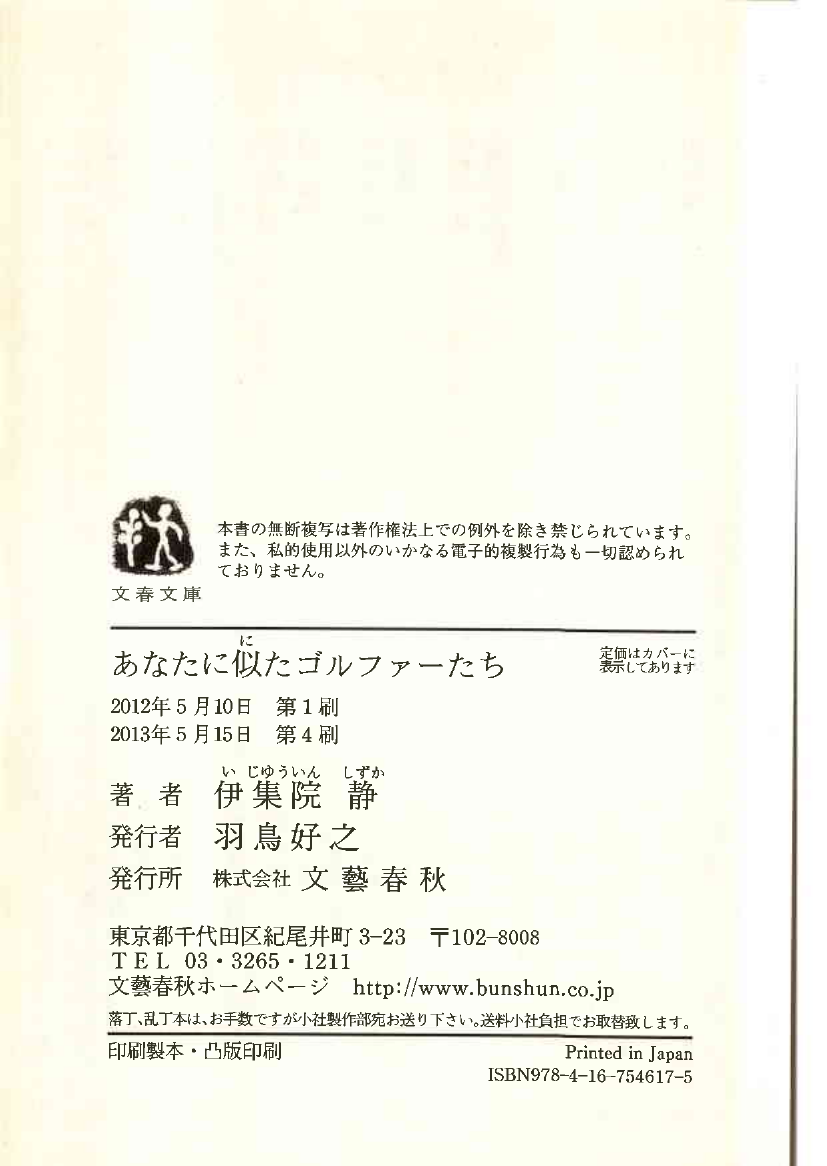 本書の無断複写は著作権法上での例外を除き禁じられています。
また、私的使用以外のいかなる電子的複製行為も一切認められ
ておりません。
文春文庫
に
あなたに似たゴルファーたち
定価はカバーに
表示してあります
2012年5月10日 第1刷
2013年5月15日 第4刷
い じゆういん しずか
著 者 伊集院 静
発行者 羽鳥好之
発行所 株式会社 文藝春秋
東京都千代田区紀尾井町3-23 〒102-8008
TEL 03・3265・1211
文藝春秋ホームページ http://www.bunshun.co.jp
落丁、乱丁本は、お手数ですが小社製作部宛お送り下さい。送料小社負担でお取替致します。
印刷製本・凸版印刷
Printed in Japan
ISBN978-4-16-754617-5